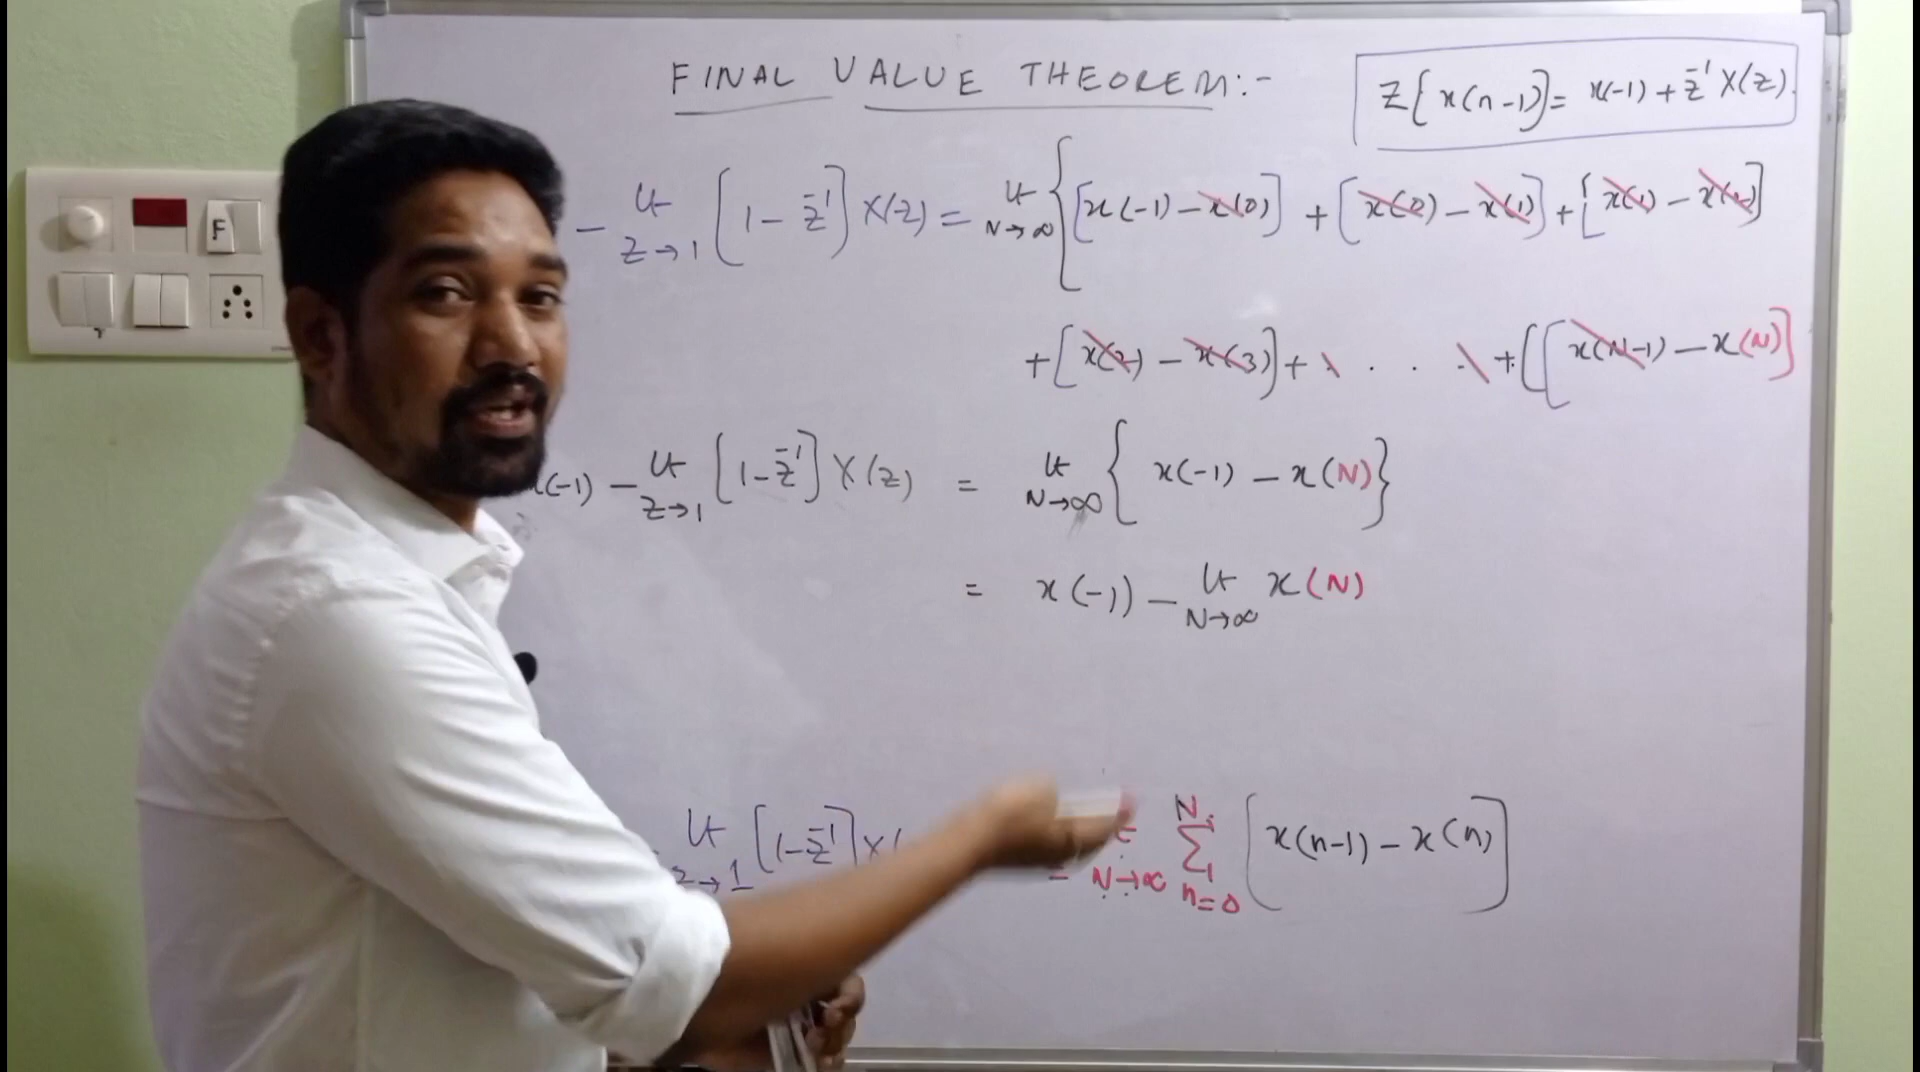 FINAL VALUE THEOREM:-
Z{x(n-1)} = x(-1) + z⁻¹ X(z).
- Lt z→1 [1 - z⁻¹] X(z) = Lt N→∞ { [x(-1) - x(0)] + [x(0) - x(1)] + [x(1) - x(2)]
+ [x(2) - x(3)] + . . . + [[x(N-1) - x(N)]
x(-1) - Lt z→1 [1 - z⁻¹] X(z) = Lt N→∞ { x(-1) - x(N) }
= x(-1) - Lt N→∞ x(N)
Lt z→1 [1 - z⁻¹] X( = N→∞ N Σ n=0 [x(n-1) - x(n)]
F